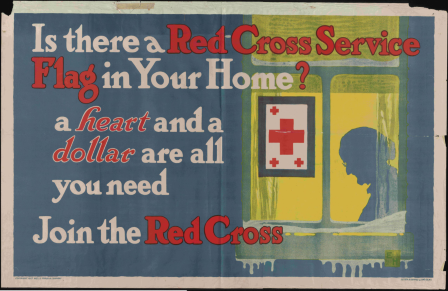 Is there a Red Cross Service
Flag in Your Home?
a heart and a
dollar are all
you need
Join the Red Cross